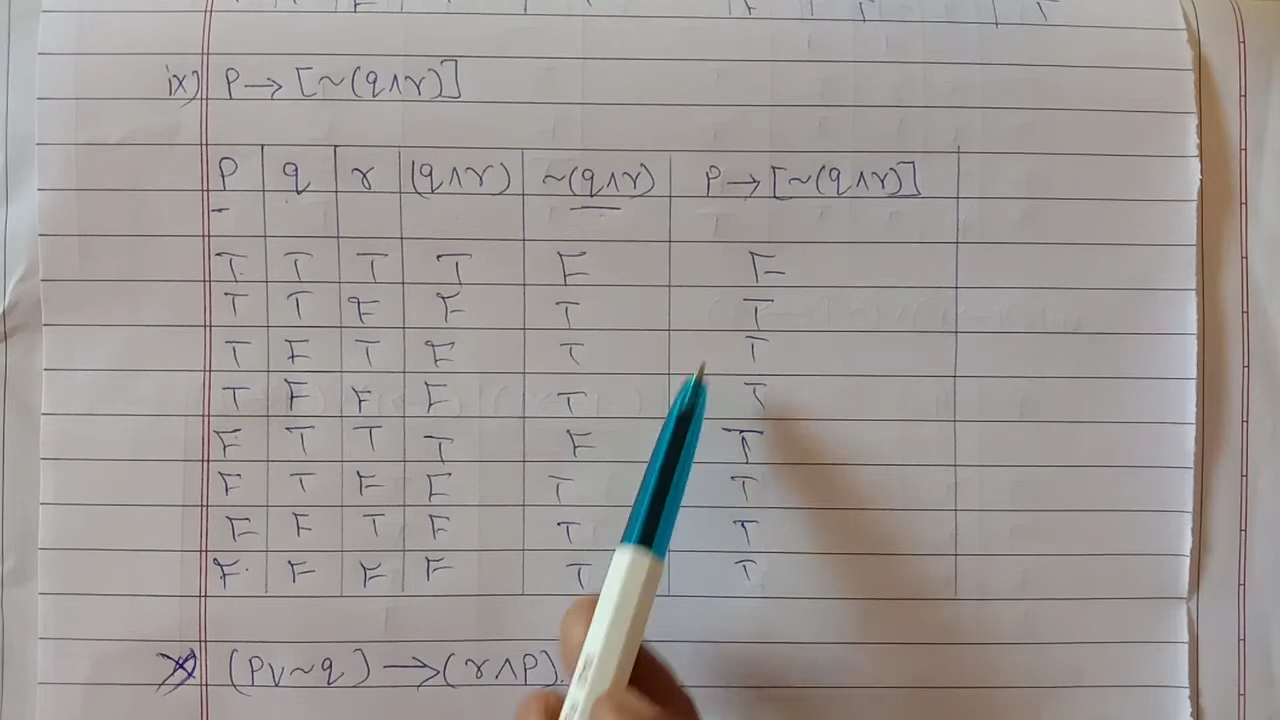 ix) P → [~(q∧r)]
P q r (q∧r) ~(q∧r) P → [~(q∧r)]
T T T T F F
T T F F T T
T F T F T T
T F F F T T
F T T T F T
F T F F T T
F F T F T T
F F F F T T
x) (P∨~q) → (r∧P).